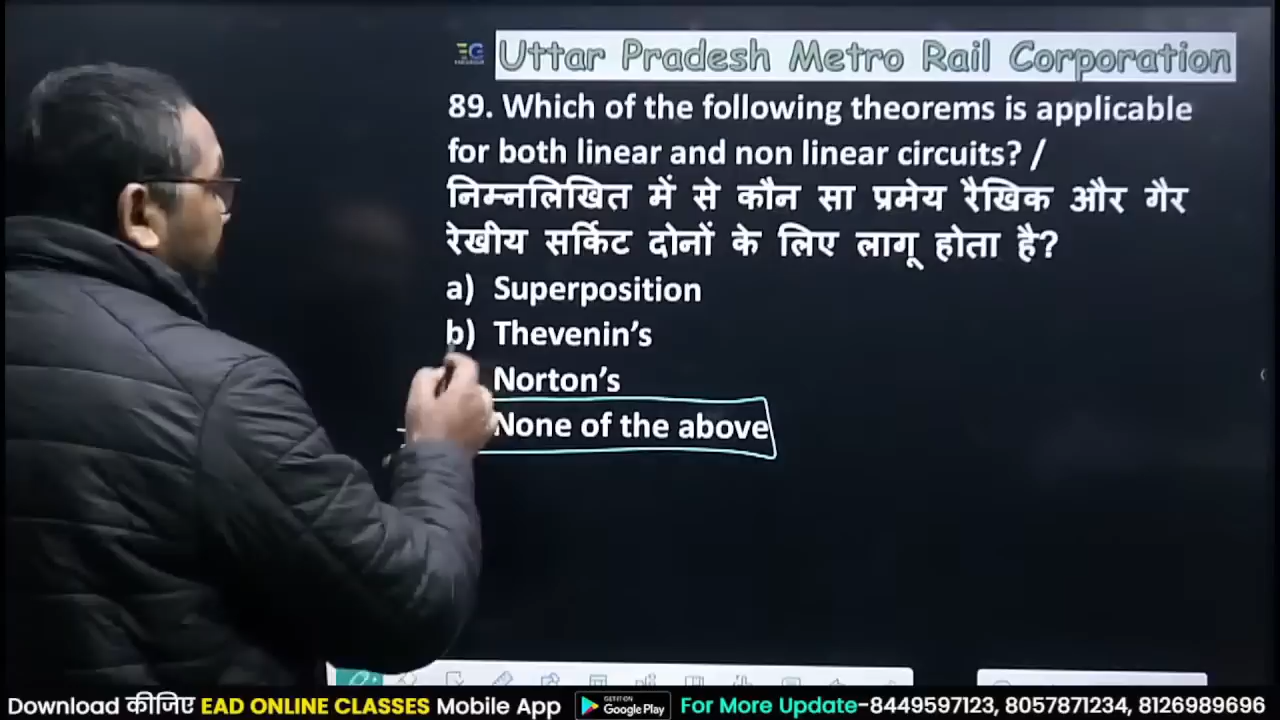 Uttar Pradesh Metro Rail Corporation
89. Which of the following theorems is applicable
for both linear and non linear circuits? /
निम्नलिखित में से कौन सा प्रमेय रैखिक और गैर
रेखीय सर्किट दोनों के लिए लागू होता है?
a) Superposition
b) Thevenin’s
Norton’s
None of the above
Download कीजिए EAD ONLINE CLASSES Mobile App GET IT ON Google Play For More Update-8449597123, 8057871234, 8126989696